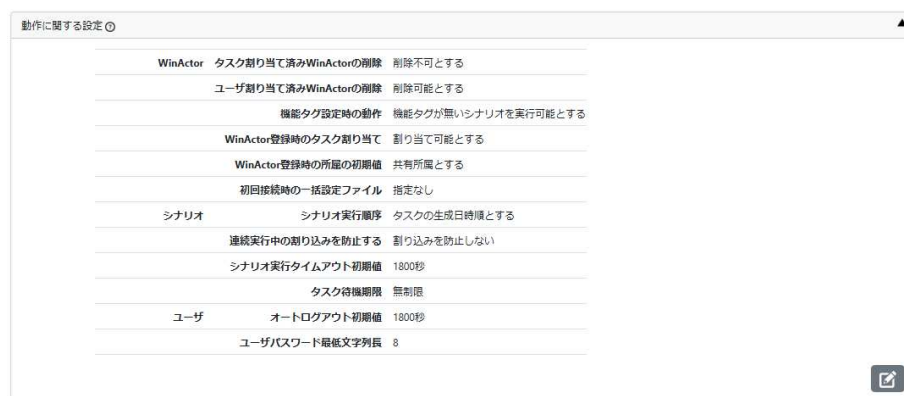 動作に関する設定
WinActor タスク割り当て済みWinActorの削除 削除不可とする
ユーザ割り当て済みWinActorの削除 削除可能とする
機能タグ設定時の動作 機能タグが無いシナリオを実行可能とする
WinActor登録時のタスク割り当て 割り当て可能とする
WinActor登録時の所属の初期値 共有所属とする
初回接続時の一括設定ファイル 指定なし
シナリオ シナリオ実行順序 タスクの生成日時順とする
連続実行中の割り込みを防止する 割り込みを防止しない
シナリオ実行タイムアウト初期値 1800秒
タスク待機期限 無制限
ユーザ オートログアウト初期値 1800秒
ユーザパスワード最低文字列長 8